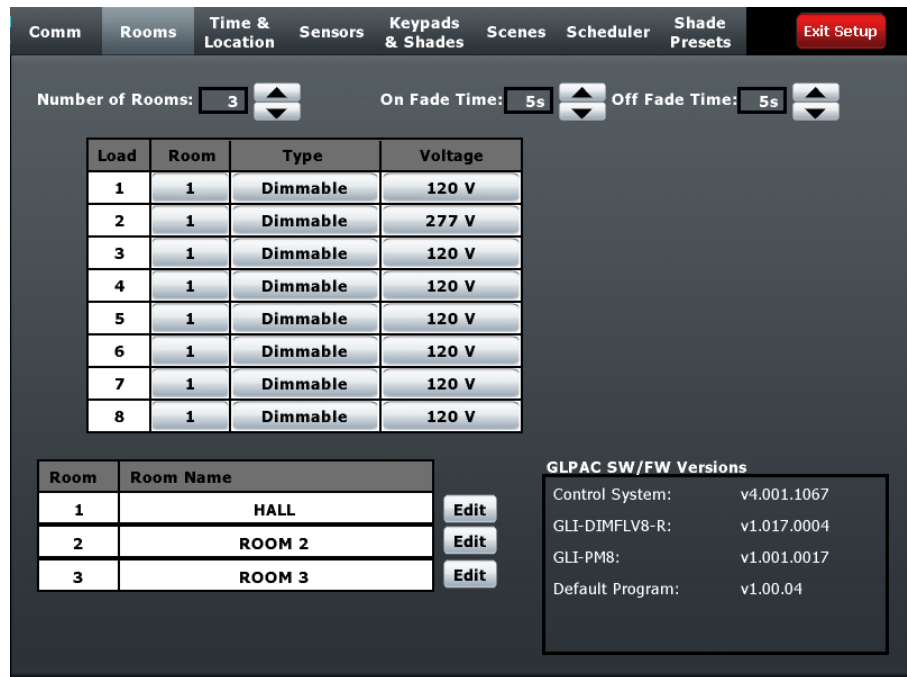 Comm Rooms Time & Location Sensors Keypads & Shades Scenes Scheduler Shade Presets Exit Setup
Number of Rooms: 3 On Fade Time: 5s Off Fade Time: 5s
Load Room Type Voltage
1 1 Dimmable 120 V
2 1 Dimmable 277 V
3 1 Dimmable 120 V
4 1 Dimmable 120 V
5 1 Dimmable 120 V
6 1 Dimmable 120 V
7 1 Dimmable 120 V
8 1 Dimmable 120 V
Room Room Name
1 HALL Edit
2 ROOM 2 Edit
3 ROOM 3 Edit
GLPAC SW/FW Versions
Control System: v4.001.1067
GLI-DIMFLV8-R: v1.017.0004
GLI-PM8: v1.001.0017
Default Program: v1.00.04